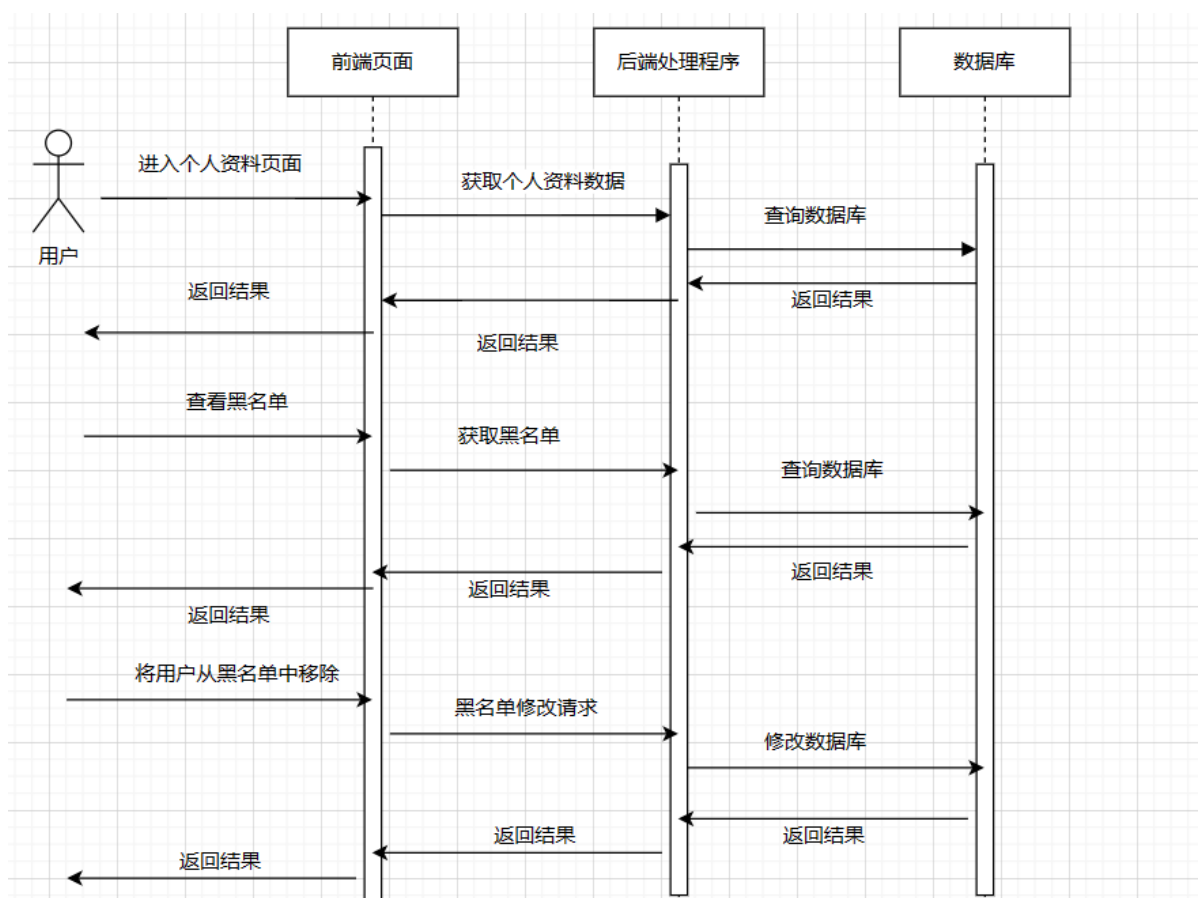 前端页面
后端处理程序
数据库
进入个人资料页面
获取个人资料数据
查询数据库
用户
返回结果
返回结果
返回结果
查看黑名单
获取黑名单
查询数据库
返回结果
返回结果
返回结果
将用户从黑名单中移除
黑名单修改请求
修改数据库
返回结果
返回结果
返回结果